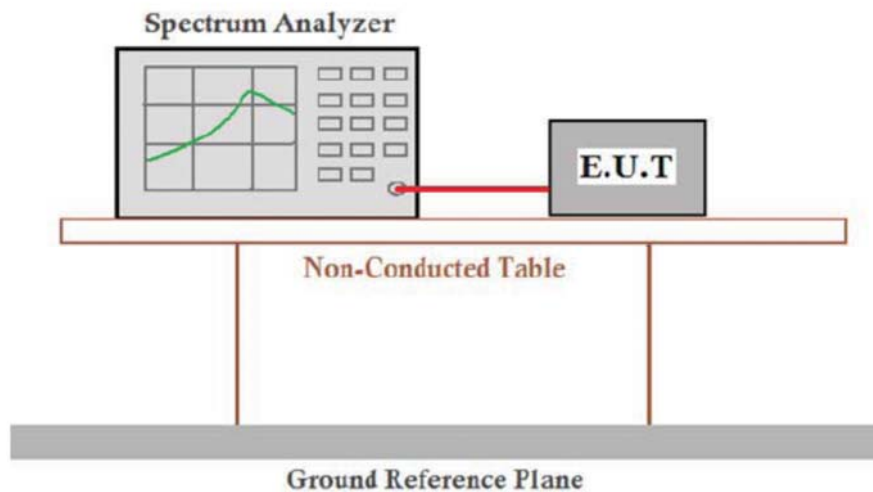 Spectrum Analyzer
E.U.T
Non-Conducted Table
Ground Reference Plane